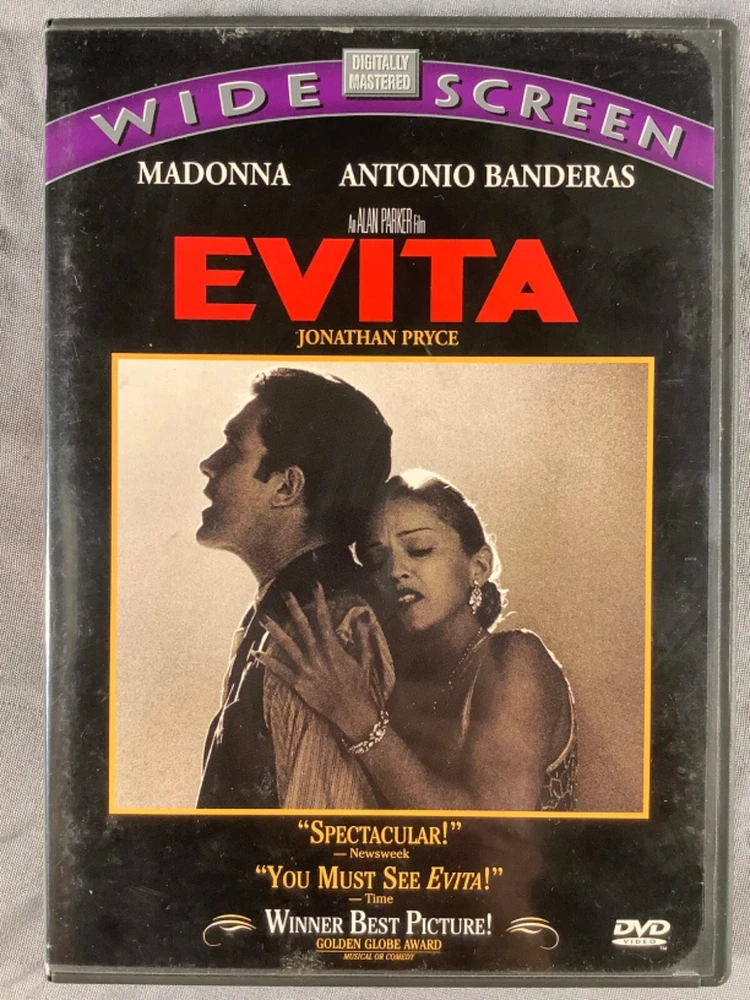 DIGITALLY
MASTERED
WIDE SCREEN
MADONNA ANTONIO BANDERAS
An ALAN PARKER Film
EVITA
JONATHAN PRYCE
“SPECTACULAR!”
— Newsweek
“YOU MUST SEE EVITA!”
— Time
WINNER BEST PICTURE!
GOLDEN GLOBE AWARD
MUSICAL OR COMEDY
DVD
VIDEO
TM